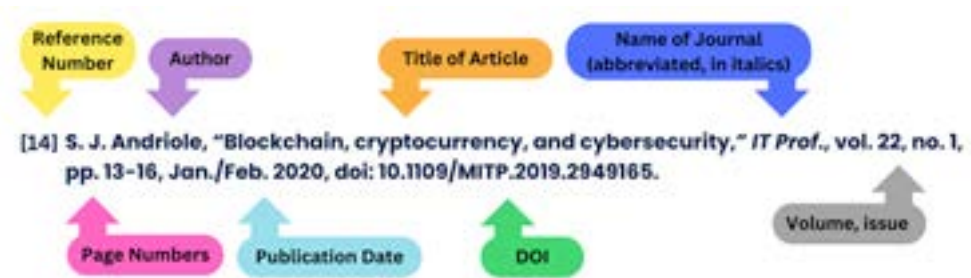 Reference
Number
Author
Title of Article
Name of Journal
(abbreviated, in italics)
[14] S. J. Andriole, “Blockchain, cryptocurrency, and cybersecurity,” IT Prof., vol. 22, no. 1,
pp. 13-16, Jan./Feb. 2020, doi: 10.1109/MITP.2019.2949165.
Page Numbers
Publication Date
DOI
Volume, issue